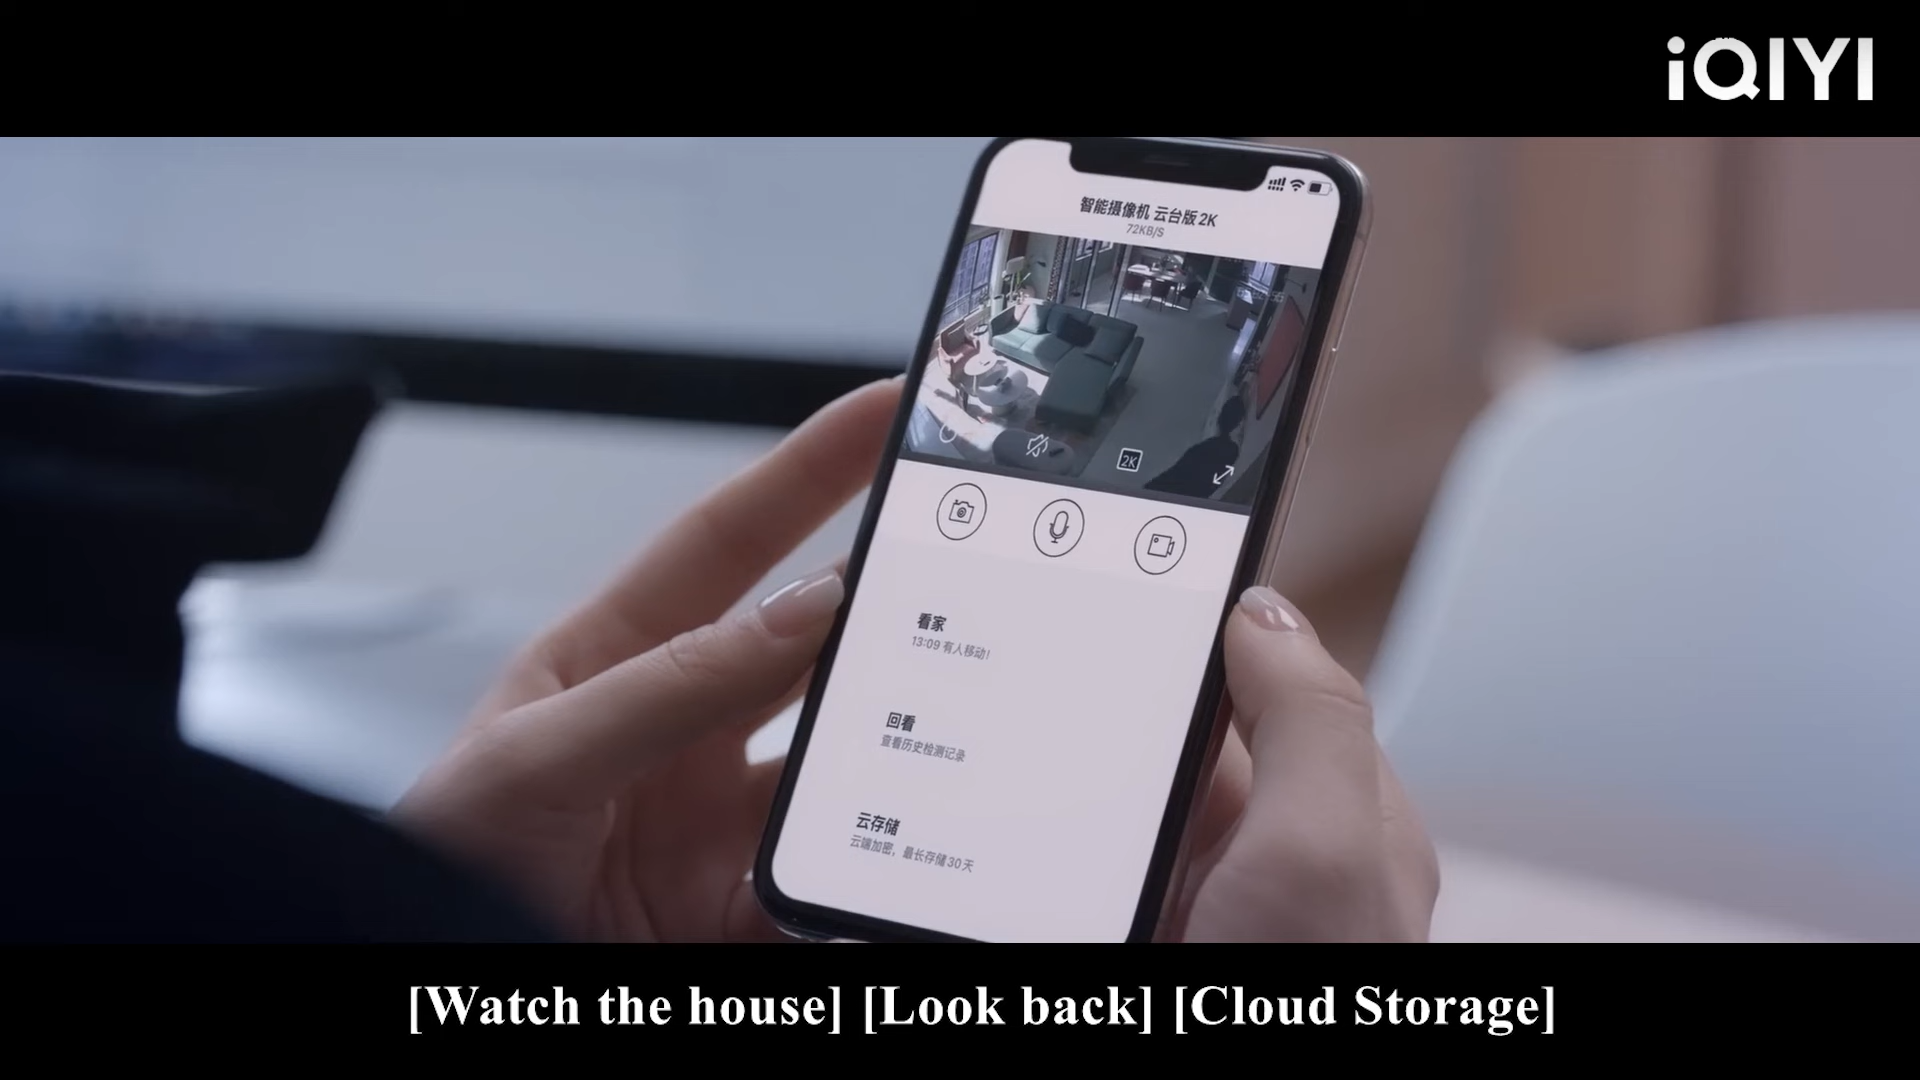 iQIYI
智能摄像机 云台版2K
72KB/S
2K
看家
13:09 有人移动!
回看
查看历史检测记录
云存储
云端加密，最长存储30天
[Watch the house] [Look back] [Cloud Storage]